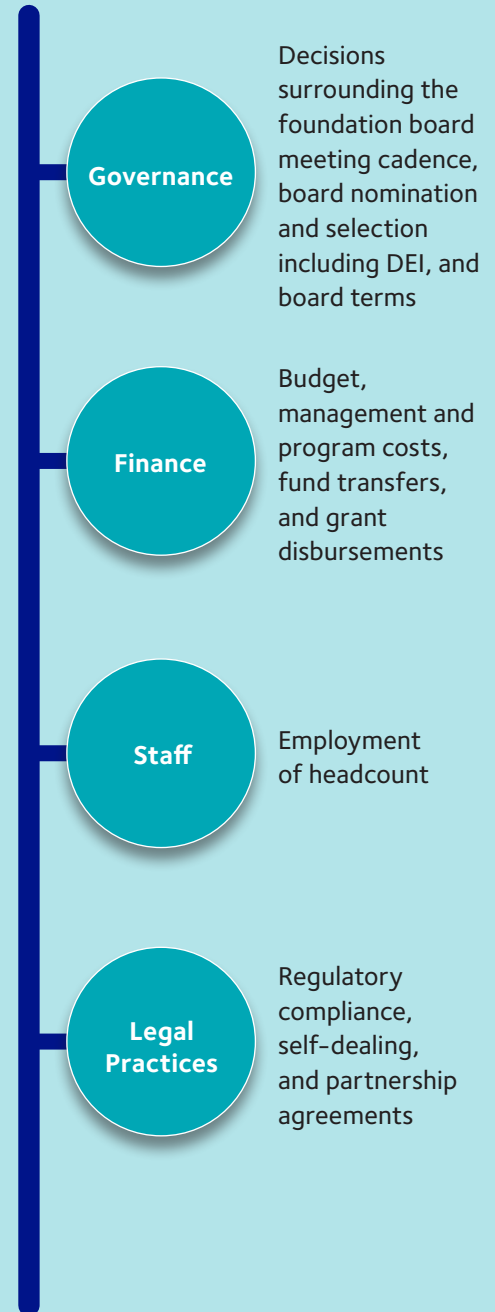 Governance
Decisions
surrounding the
foundation board
meeting cadence,
board nomination
and selection
including DEI, and
board terms
Finance
Budget,
management and
program costs,
fund transfers,
and grant
disbursements
Staff
Employment
of headcount
Legal
Practices
Regulatory
compliance,
self-dealing,
and partnership
agreements